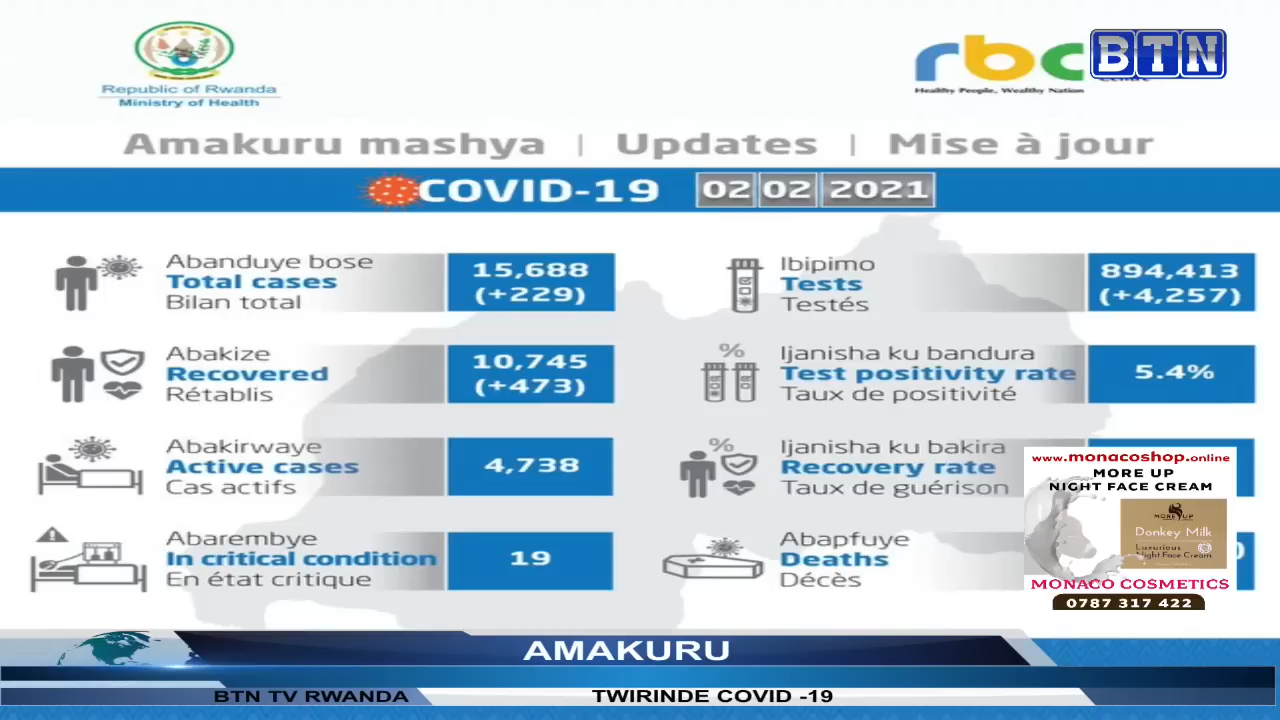 Republic of Rwanda
Ministry of Health
rbc
Healthy People, Wealthy Nation
BTN
Amakuru mashya | Updates | Mise à jour
COVID-19 02 02 2021
Abanduye bose
Total cases
Bilan total
15,688
(+229)
Ibipimo
Tests
Testés
894,413
(+4,257)
Abakize
Recovered
Rétablis
10,745
(+473)
%
Ijanisha ku bandura
Test positivity rate
Taux de positivité
5.4%
Abakirwaye
Active cases
Cas actifs
4,738
%
Ijanisha ku bakira
Recovery rate
Taux de guérison
Abarembye
In critical condition
En état critique
19
Abapfuye
Deaths
Décès
www.monacoshop.online
MORE UP
NIGHT FACE CREAM
MORE UP
Donkey Milk
Luxurious
Night Face Cream
MONACO COSMETICS
0787 317 422
AMAKURU
BTN TV RWANDA
TWIRINDE COVID -19